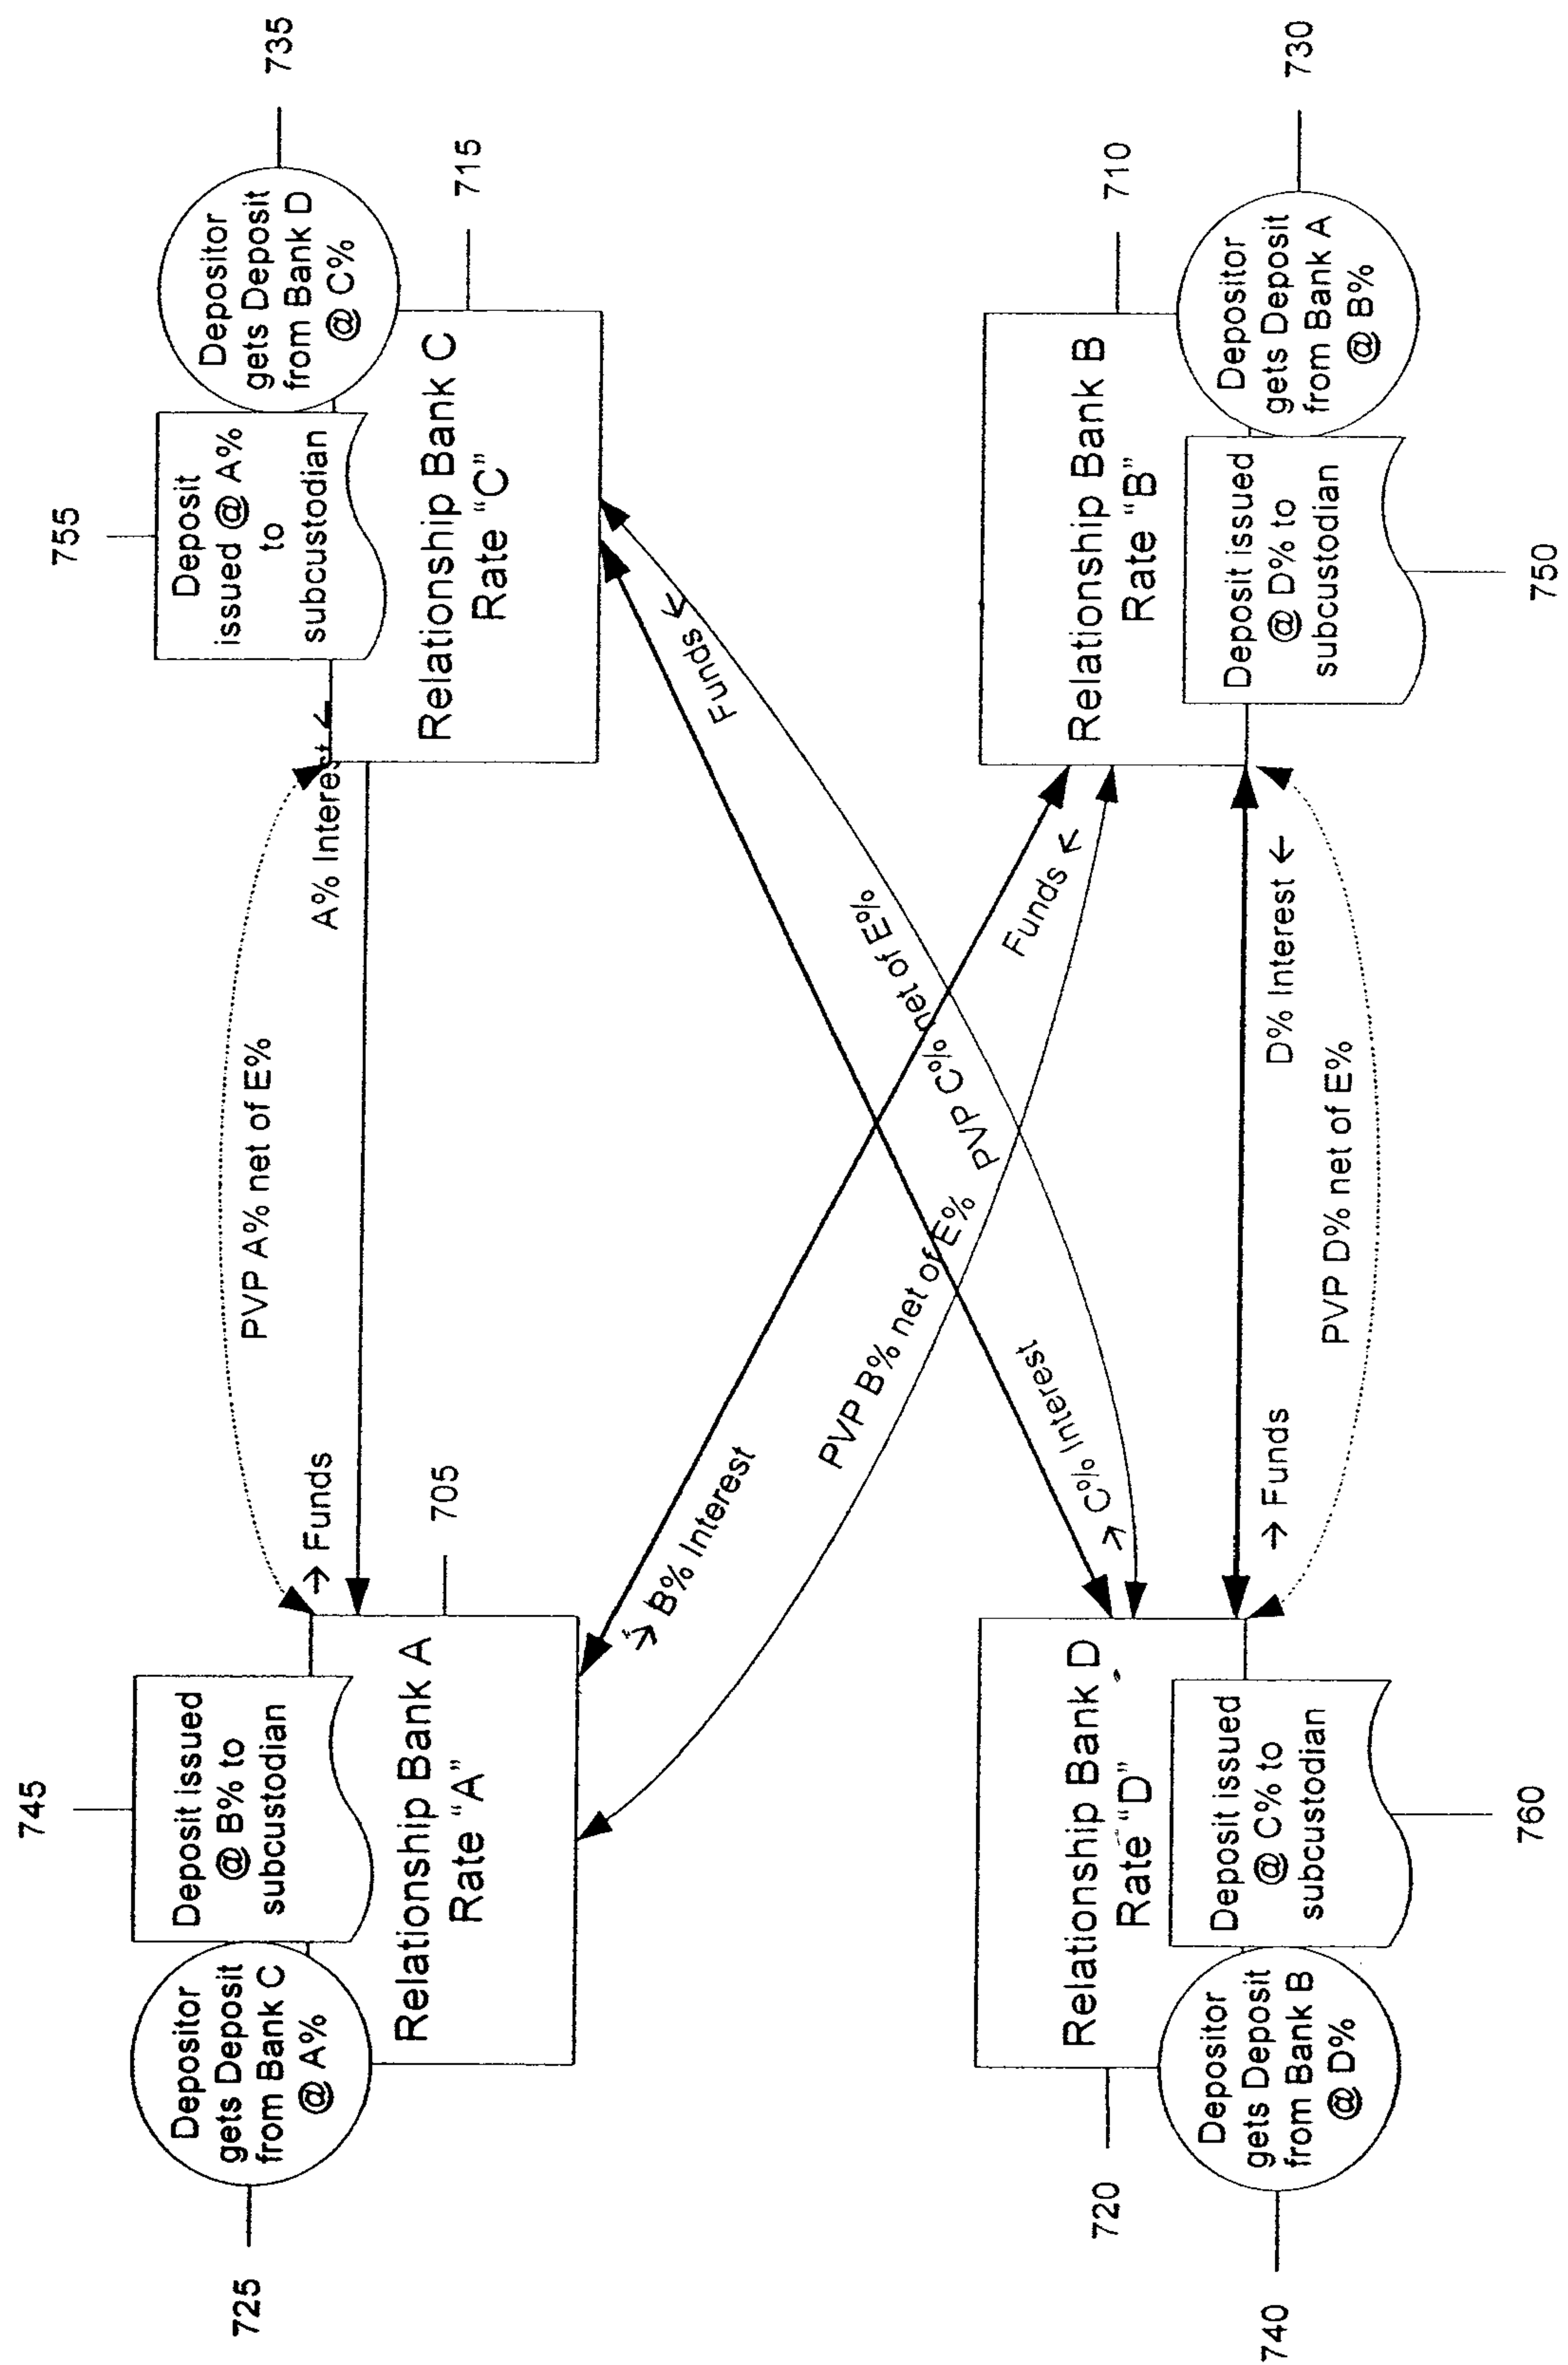 745
Deposit issued
@ B% to
subcustodian
725
Depositor
gets Deposit
from Bank C
@ A%
Relationship Bank A
Rate “A”
705
→ Funds
PVP A% net of E%
A% Interest ←
755
Deposit
issued @ A%
to
subcustodian
Depositor
gets Deposit
from Bank D
@ C%
735
Relationship Bank C
Rate “C”
715
→ B% Interest
PVP B% net of E%
Funds ←
→ C% Interest
PVP C% net of E%
Funds ←
720
Relationship Bank D
Rate “D”
Depositor
gets Deposit
from Bank B
@ D%
740
Deposit issued
@ C% to
subcustodian
760
→ Funds
PVP D% net of E%
D% Interest ←
Relationship Bank B
Rate “B”
710
Deposit issued
@ D% to
subcustodian
750
Depositor
gets Deposit
from Bank A
@ B%
730